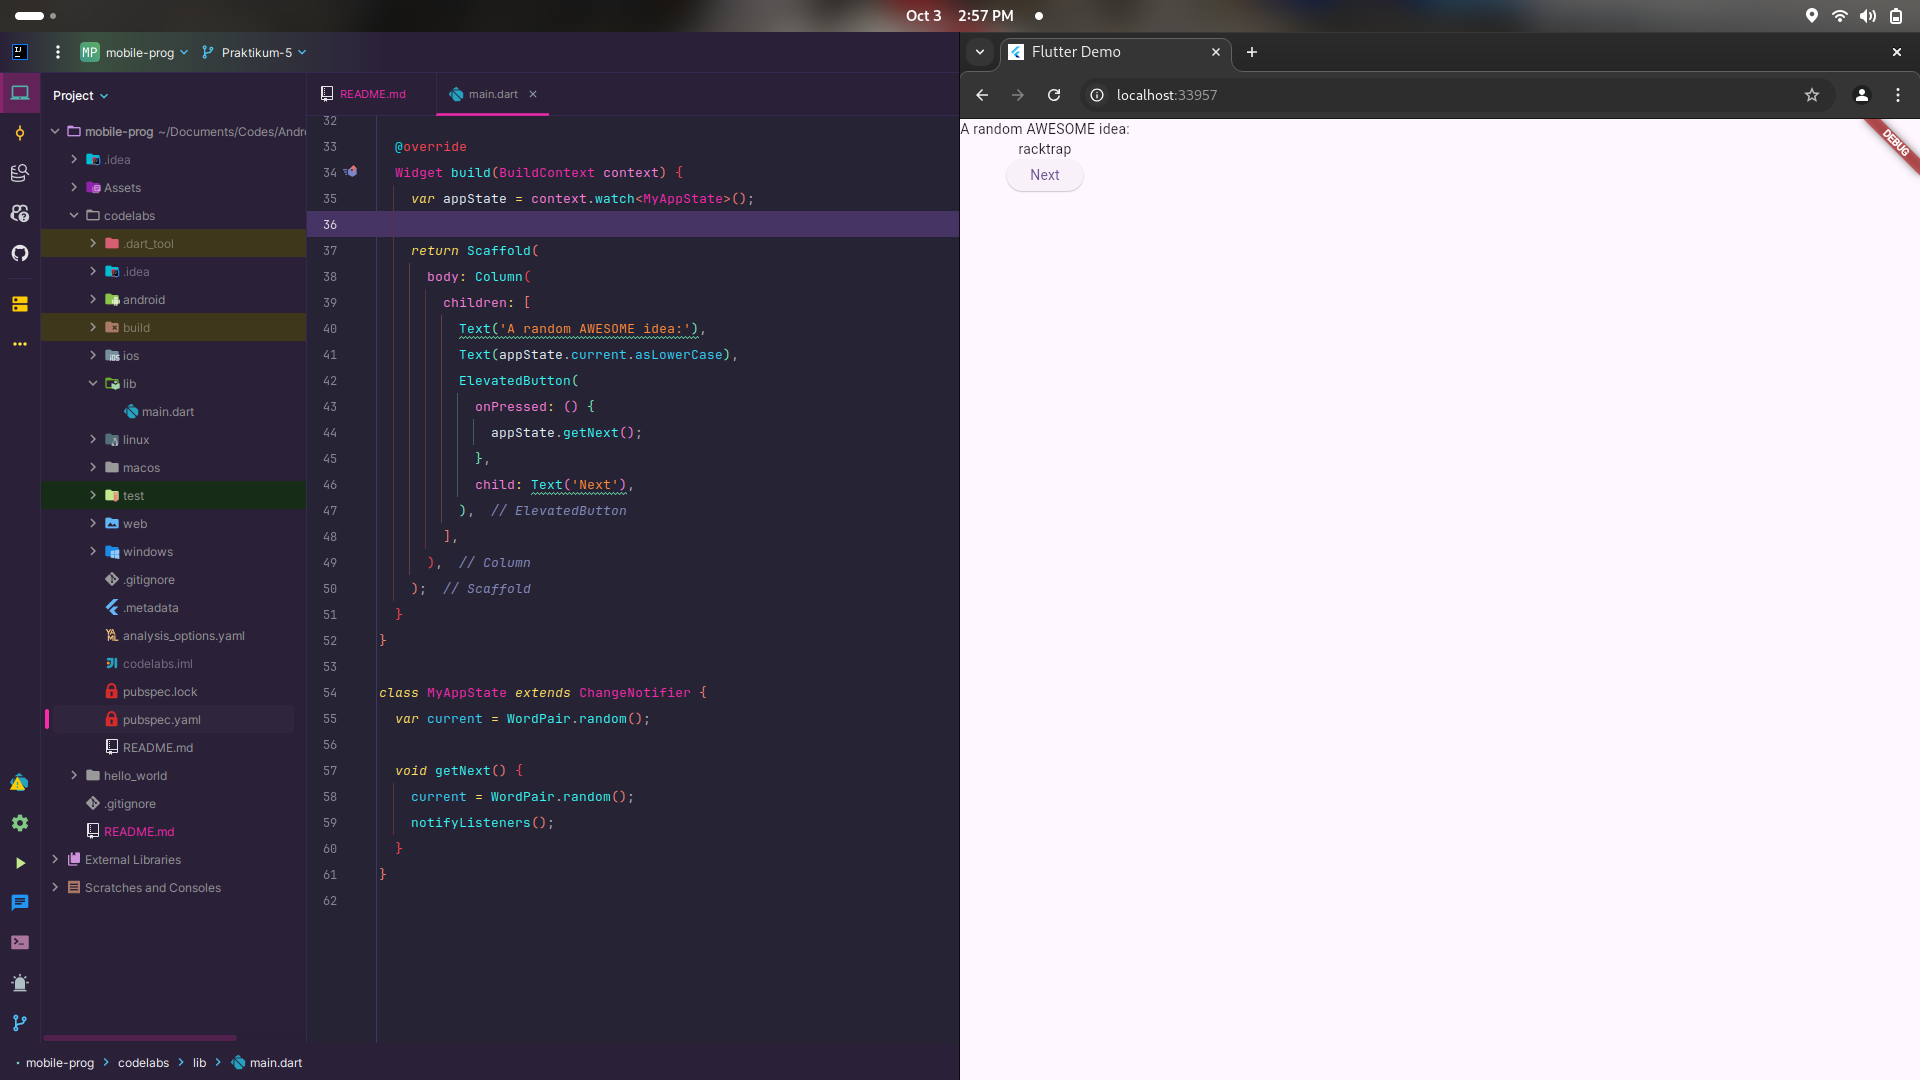 Oct 3 2:57 PM
MP mobile-prog Praktikum-5
Project
mobile-prog ~/Documents/Codes/Andr
.idea
Assets
codelabs
.dart_tool
.idea
android
build
ios
lib
main.dart
linux
macos
test
web
windows
.gitignore
.metadata
analysis_options.yaml
codelabs.iml
pubspec.lock
pubspec.yaml
README.md
hello_world
.gitignore
README.md
External Libraries
Scratches and Consoles
README.md main.dart
32
33 @override
34 Widget build(BuildContext context) {
35 var appState = context.watch<MyAppState>();
36
37 return Scaffold(
38 body: Column(
39 children: [
40 Text('A random AWESOME idea:'),
41 Text(appState.current.asLowerCase),
42 ElevatedButton(
43 onPressed: () {
44 appState.getNext();
45 },
46 child: Text('Next'),
47 ), // ElevatedButton
48 ],
49 ), // Column
50 ); // Scaffold
51 }
52 }
53
54 class MyAppState extends ChangeNotifier {
55 var current = WordPair.random();
56
57 void getNext() {
58 current = WordPair.random();
59 notifyListeners();
60 }
61 }
62
mobile-prog codelabs lib main.dart
Flutter Demo
localhost:33957
A random AWESOME idea:
racktrap
Next
DEBUG